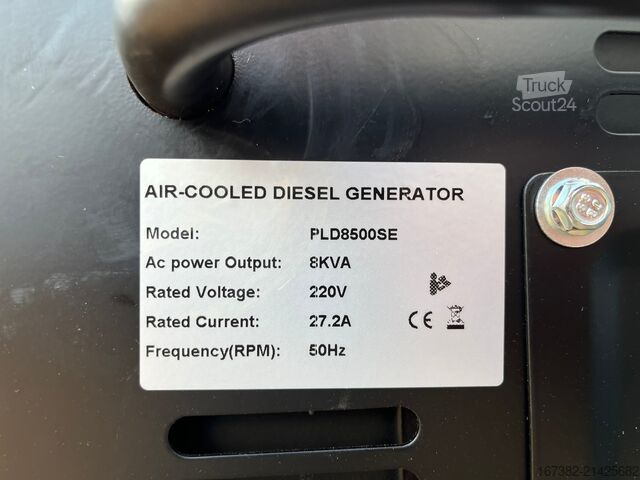 Truck
Scout24
AIR-COOLED DIESEL GENERATOR
Model: PLD8500SE
Ac power Output: 8KVA
Rated Voltage: 220V
Rated Current: 27.2A
CE
Frequency(RPM): 50Hz
167382-21425682